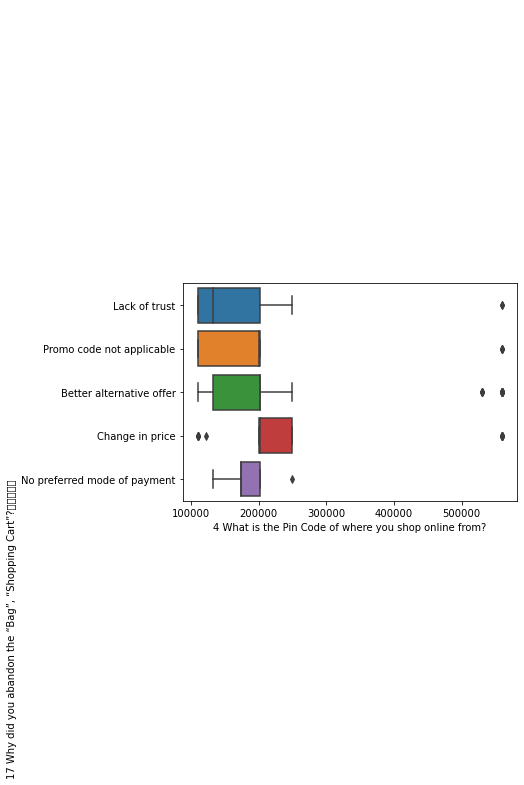 Lack of trust
Promo code not applicable
Better alternative offer
Change in price
No preferred mode of payment
100000 200000 300000 400000 500000
4 What is the Pin Code of where you shop online from?
17 Why did you abandon the “Bag”, “Shopping Cart”?